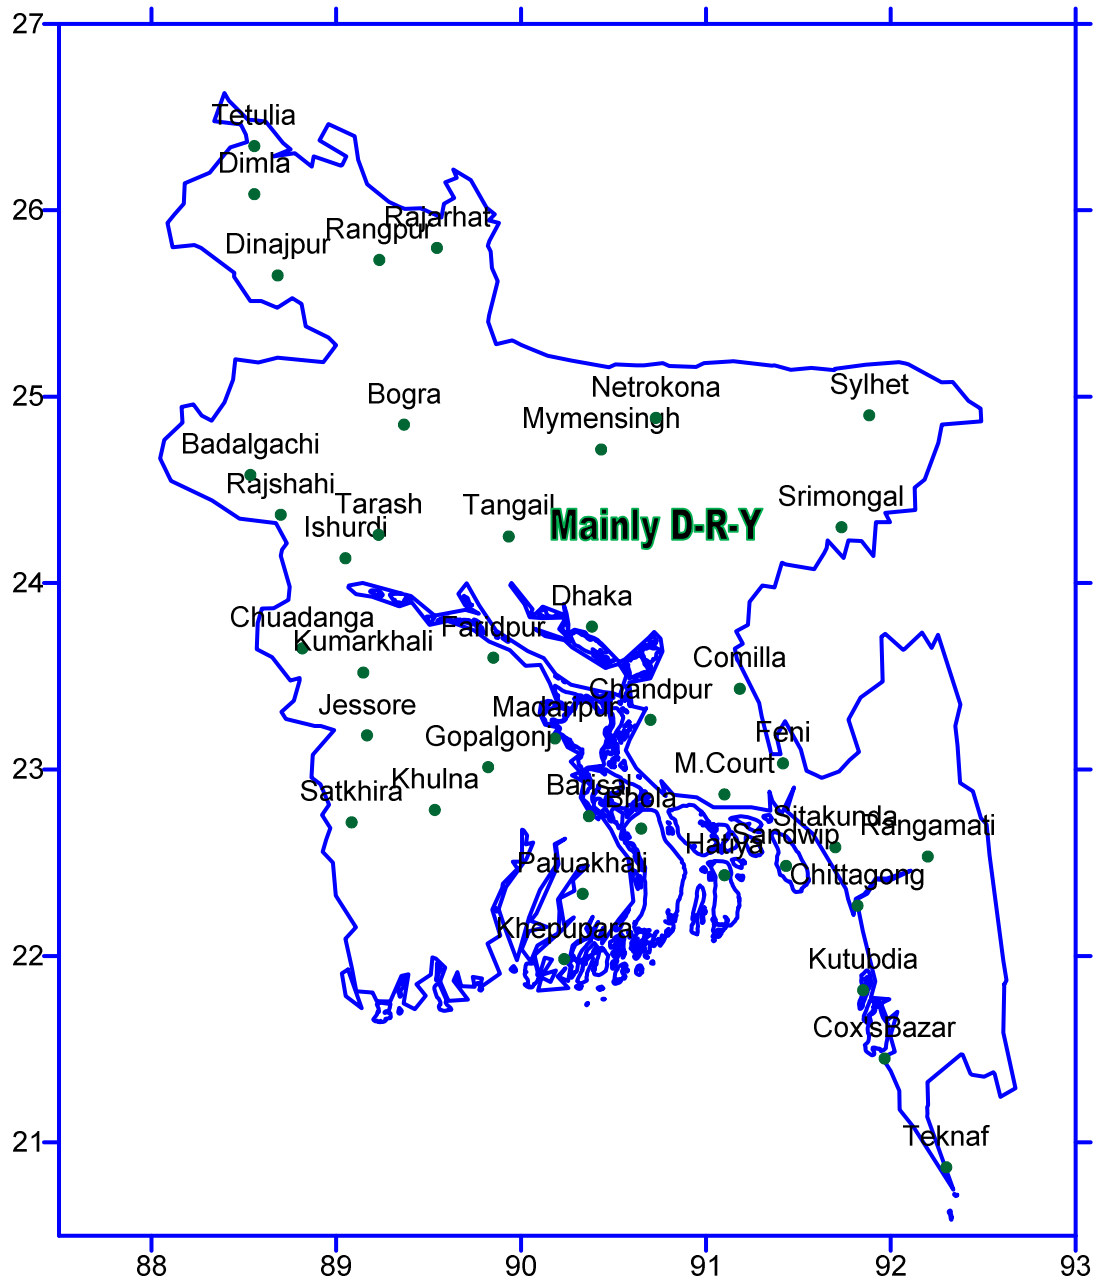 27
Tetulia
Dimla
26
Rajarhat
Rangpur
Dinajpur
25
Netrokona
Sylhet
Bogra
Mymensingh
Badalgachi
Rajshahi
Srimongal
Tarash
Tangail
Ishurdi
Mainly D-R-Y
24
Dhaka
Chuadanga
Faridpur
Kumarkhali
Comilla
Chandpur
Jessore
Madaripur
Feni
Gopalgonj
23
M.Court
Khulna
Barisal
Satkhira
Bhola
Sitakunda
Rangamati
Sandwip
Hatiya
Patuakhali
Chittagong
Khepupara
22
Kutubdia
Cox'sBazar
21
Teknaf
88 89 90 91 92 93